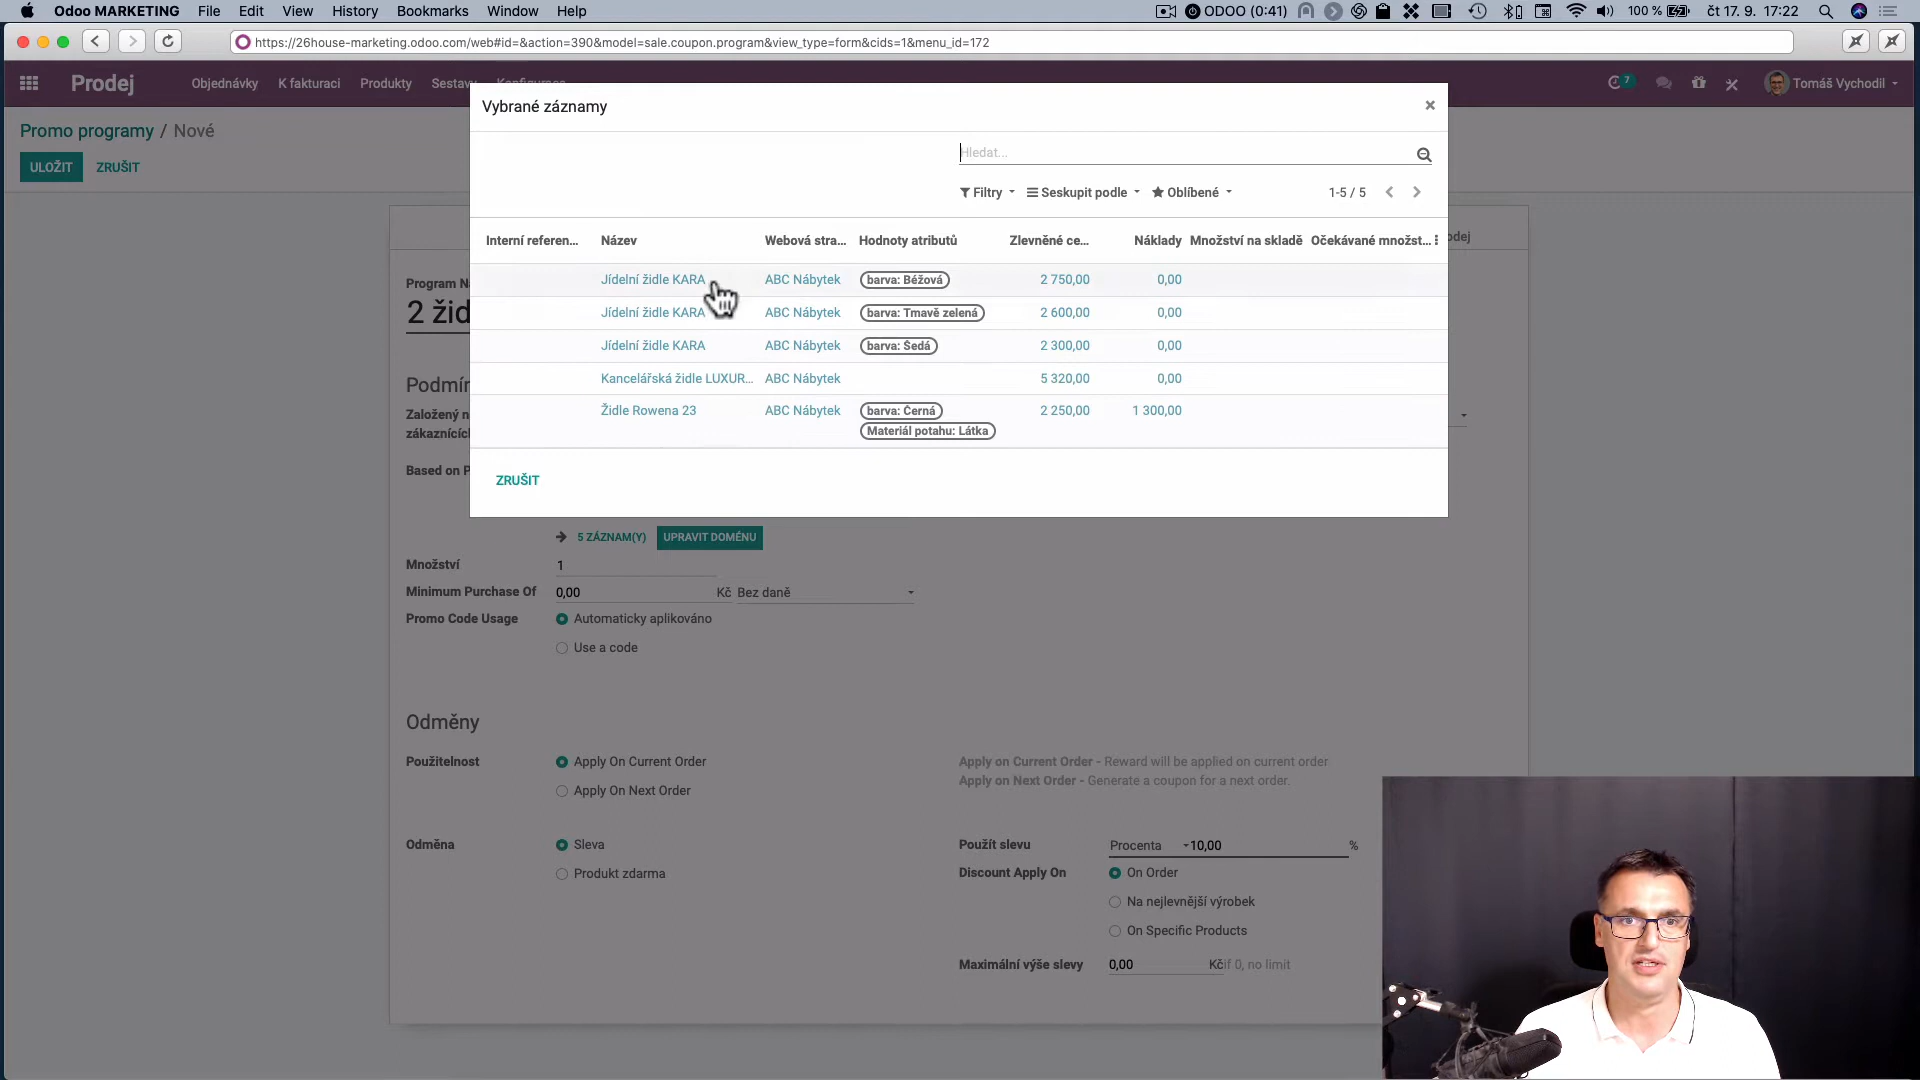 Odoo MARKETING File Edit View History Bookmarks Window Help ODOO (0:41) 100 % čt 17. 9. 17:22
https://26house-marketing.odoo.com/web#id=&action=390&model=sale.coupon.program&view_type=form&cids=1&menu_id=172
Prodej Objednávky K fakturaci Produkty Sestavy Konfigurace 7 Tomáš Vychodil
Promo programy / Nové
ULOŽIT ZRUŠIT
Vybrané záznamy ×
Hledat...
Filtry Seskupit podle Oblíbené 1-5 / 5
Interní referen... Název Webová stra... Hodnoty atributů Zlevněné ce... Náklady Množství na skladě Očekávané množst...
Jídelní židle KARA ABC Nábytek barva: Béžová 2 750,00 0,00
Jídelní židle KARA ABC Nábytek barva: Tmavě zelená 2 600,00 0,00
Jídelní židle KARA ABC Nábytek barva: Šedá 2 300,00 0,00
Kancelářská židle LUXUR... ABC Nábytek 5 320,00 0,00
Židle Rowena 23 ABC Nábytek barva: Černá 2 250,00 1 300,00
Materiál potahu: Látka
ZRUŠIT
dej
Program N
2 žid
Podmín
Založený n
zákaznícíc
Based on P
5 ZÁZNAM(Y) UPRAVIT DOMÉNU
Množství 1
Minimum Purchase Of 0,00 Kč Bez daně
Promo Code Usage Automaticky aplikováno
Use a code
Odměny
Použitelnost Apply On Current Order Apply on Current Order - Reward will be applied on current order
Apply On Next Order Apply on Next Order - Generate a coupon for a next order.
Odměna Sleva Použít slevu Procenta 10,00 %
Produkt zdarma Discount Apply On On Order
Na nejlevnější výrobek
On Specific Products
Maximální výše slevy 0,00 Kč if 0, no limit